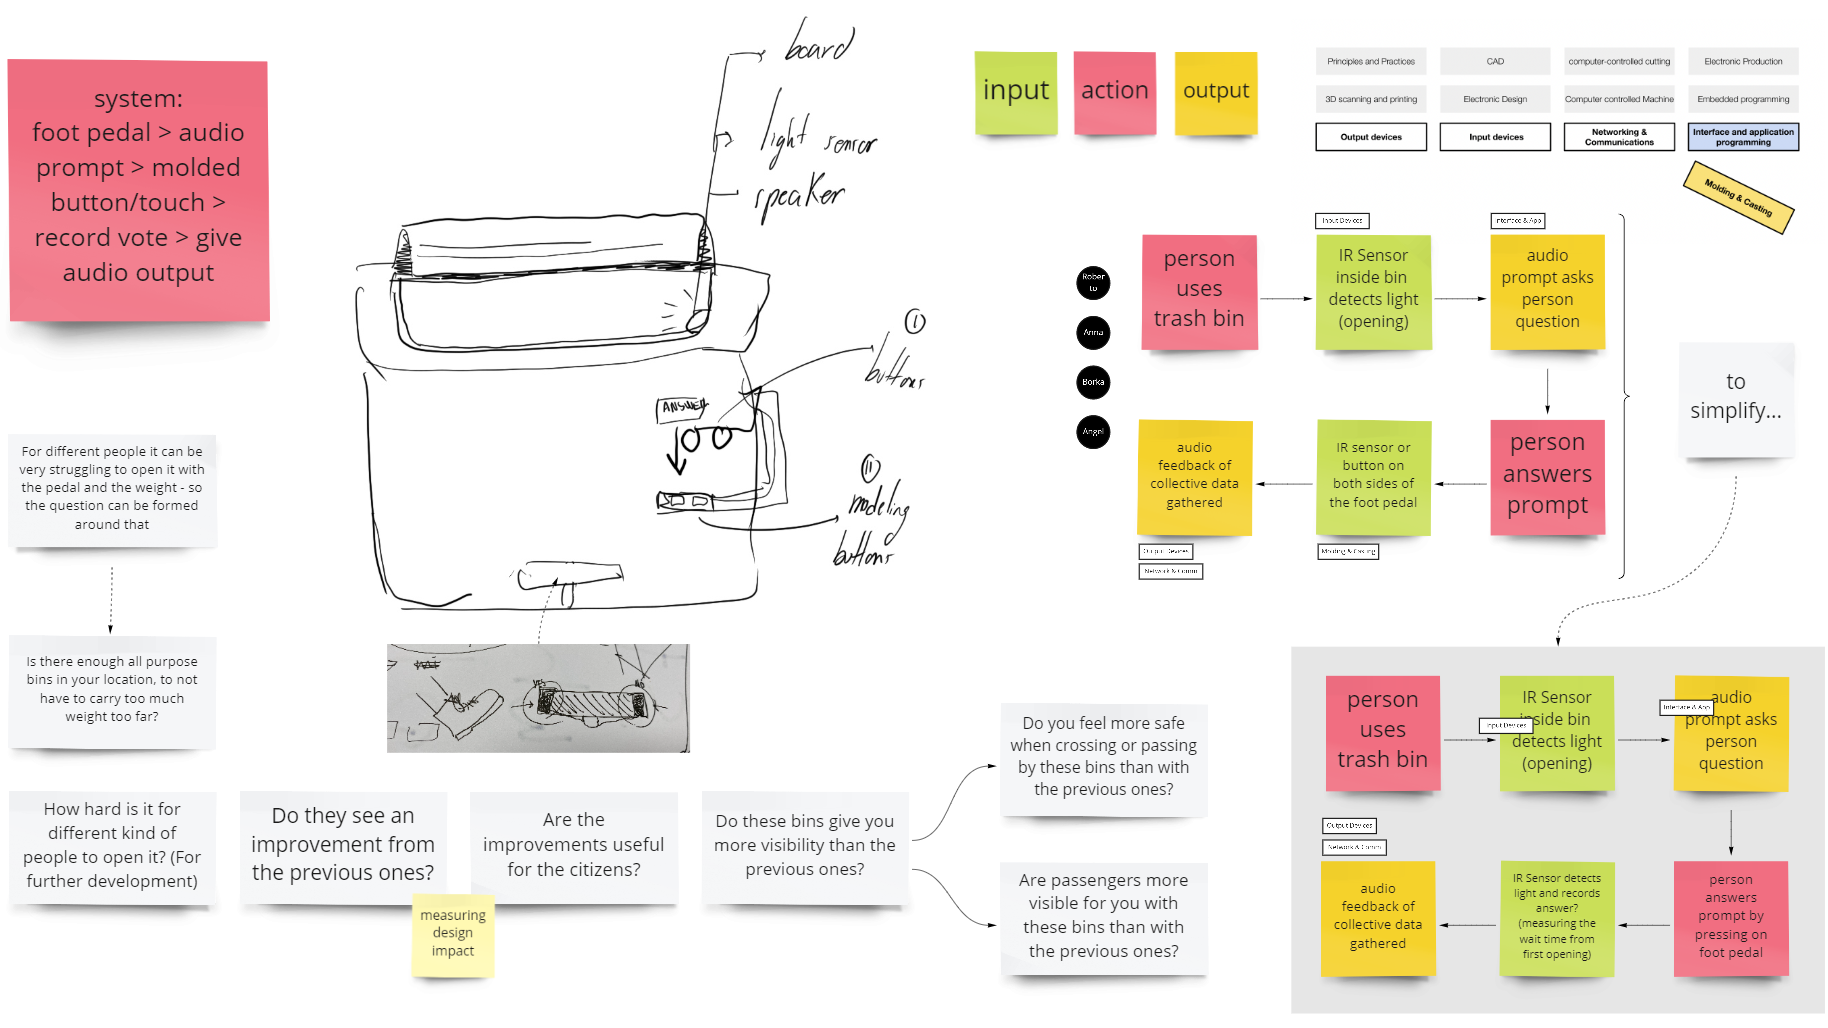 system:
foot pedal > audio
prompt > molded
button/touch >
record vote > give
audio output
board
light sensor
speaker
ANSWER
I
buttons
II
modeling
buttons
YES
NO
For different people it can be
very struggling to open it with
the pedal and the weight - so
the question can be formed
around that
Is there enough all purpose
bins in your location, to not
have to carry too much
weight too far?
How hard is it for
different kind of
people to open it? (For
further development)
Do they see an
improvement from
the previous ones?
measuring
design
impact
Are the
improvements useful
for the citizens?
Do these bins give you
more visibility than the
previous ones?
Do you feel more safe
when crossing or passing
by these bins than with
the previous ones?
Are passengers more
visible for you with
these bins than with
the previous ones?
input
action
output
Principles and Practices
CAD
computer-controlled cutting
Electronic Production
3D scanning and printing
Electronic Design
Computer controlled Machine
Embedded programming
Output devices
Input devices
Networking &
Communications
Interface and application
programming
Molding & Casting
Rober
to
Anna
Borka
Angel
person
uses
trash bin
Input Devices
IR Sensor
inside bin
detects light
(opening)
Interface & App
audio
prompt asks
person
question
person
answers
prompt
IR sensor or
button on
both sides of
the foot pedal
Molding & Casting
audio
feedback of
collective data
gathered
Output Devices
Network & Comm
to
simplify...
person
uses
trash bin
Input Devices
IR Sensor
inside bin
detects light
(opening)
Interface & App
audio
prompt asks
person
question
person
answers
prompt by
pressing on
foot pedal
IR Sensor detects
light and records
answer?
(measuring the
wait time from
first opening)
Output Devices
Network & Comm
audio
feedback of
collective data
gathered